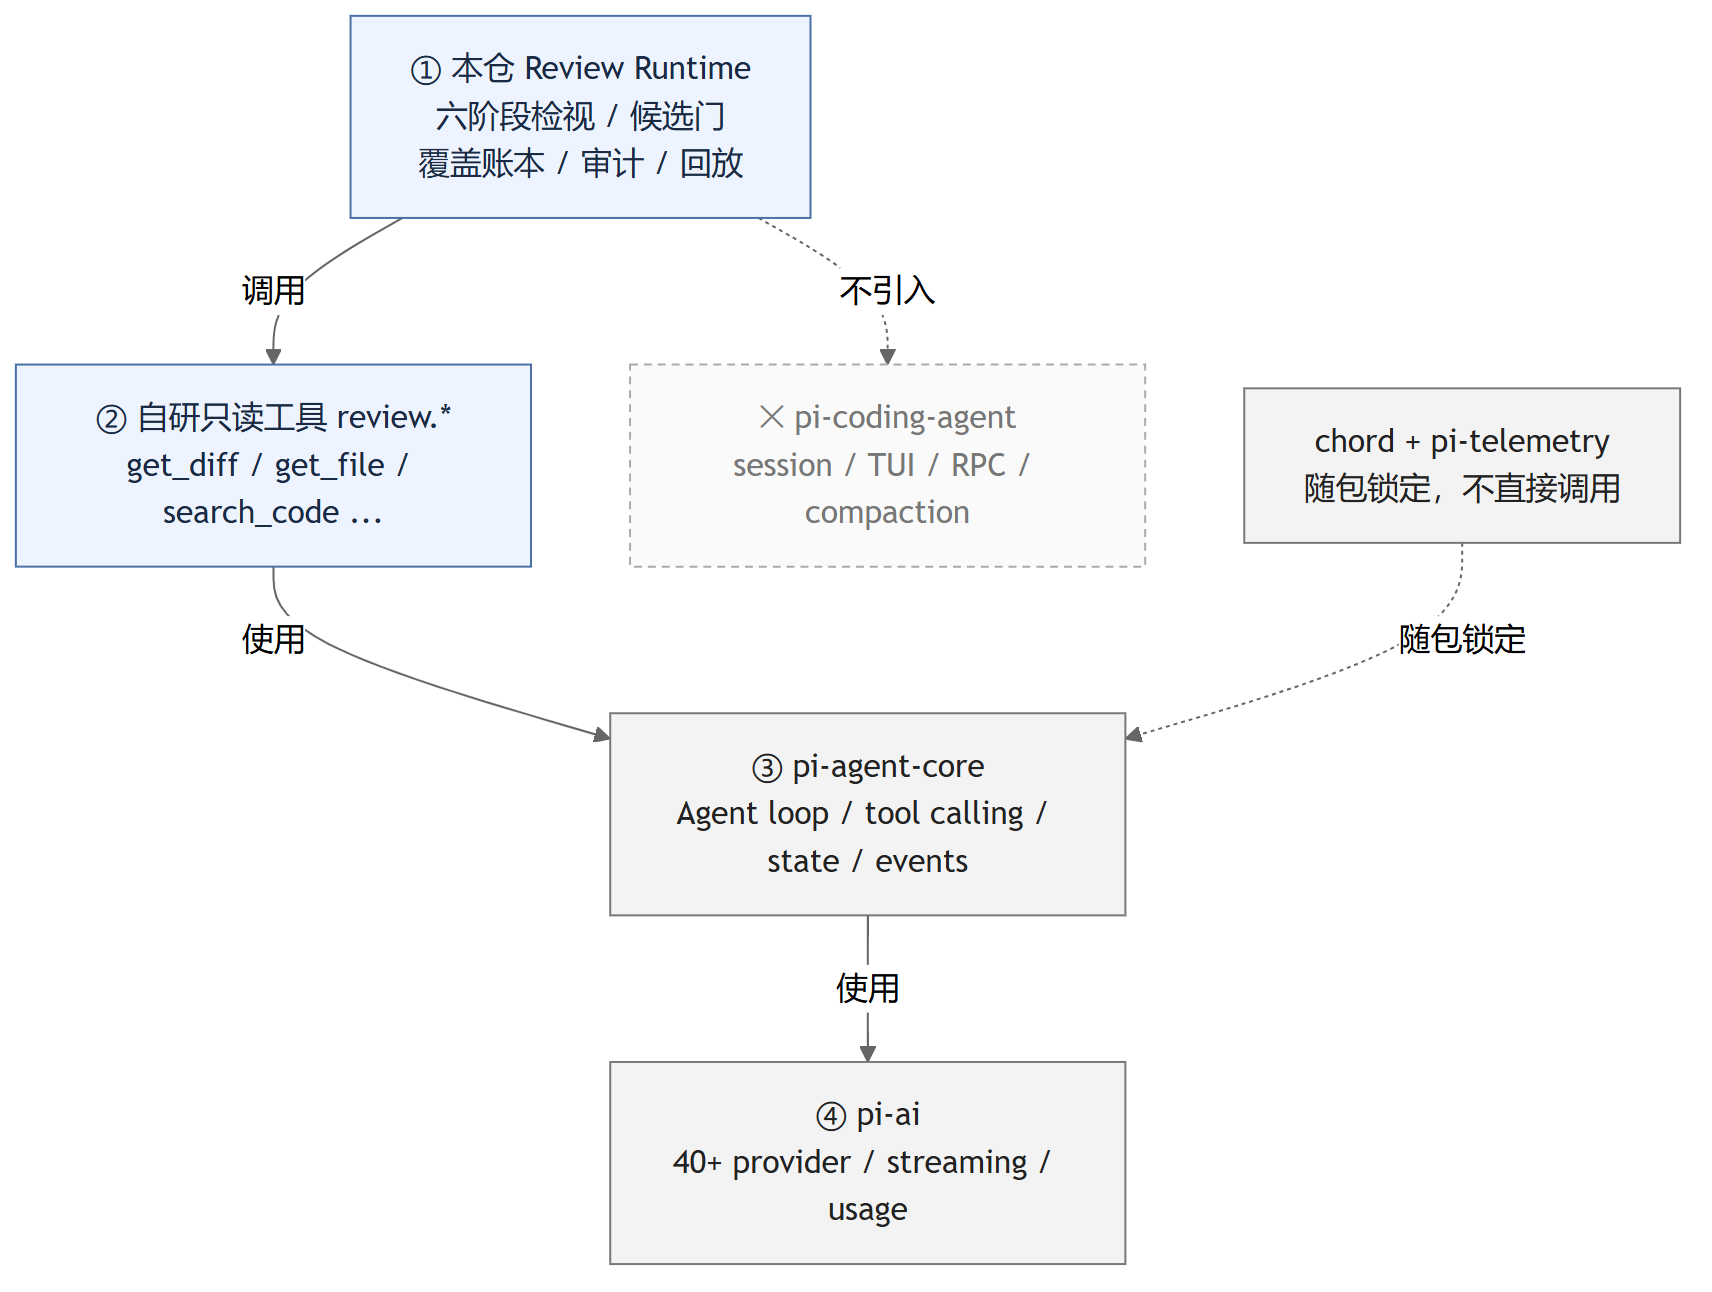 ① 本仓 Review Runtime
六阶段检视 / 候选门
覆盖账本 / 审计 / 回放
调用
不引入
② 自研只读工具 review.*
get_diff / get_file /
search_code ...
× pi-coding-agent
session / TUI / RPC /
compaction
chord + pi-telemetry
随包锁定，不直接调用
使用
随包锁定
③ pi-agent-core
Agent loop / tool calling /
state / events
使用
④ pi-ai
40+ provider / streaming /
usage